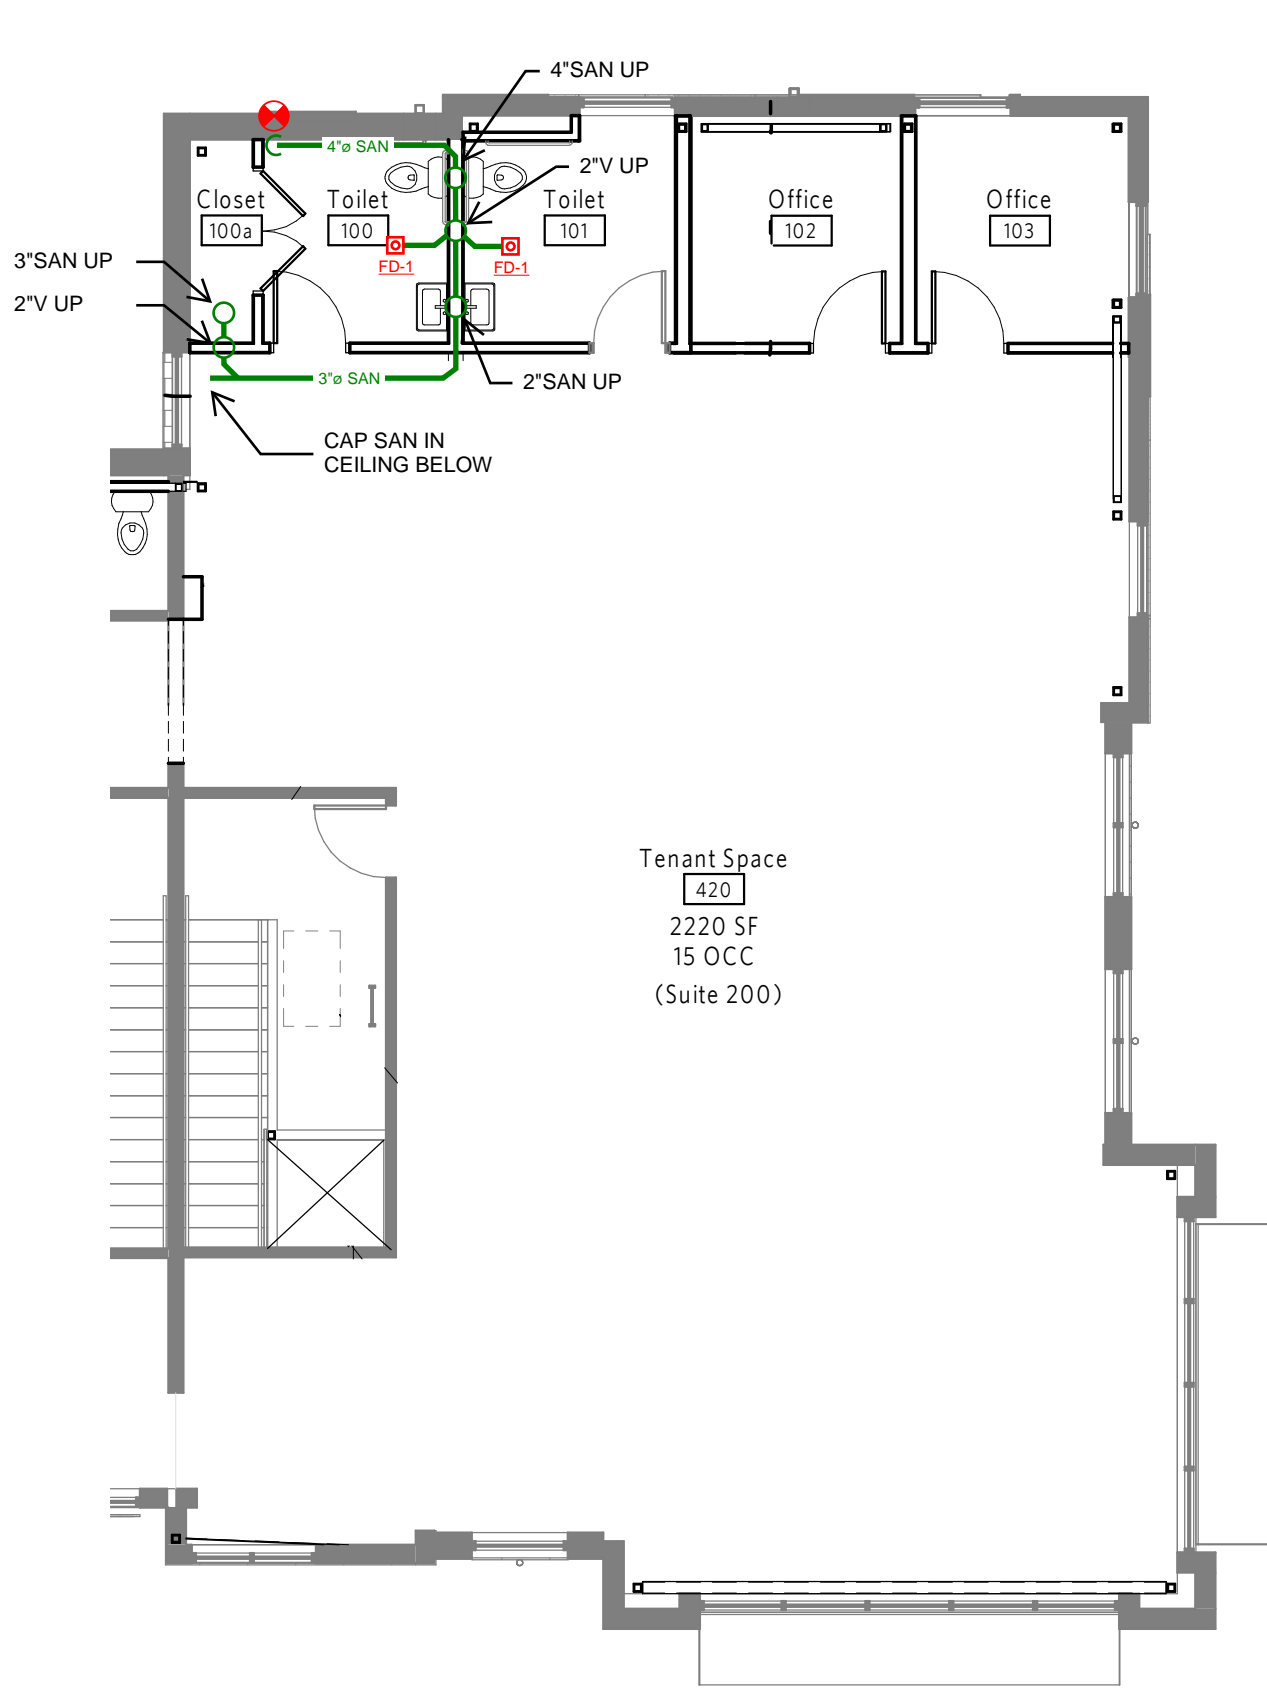 4"SAN UP
4"ø SAN
2"V UP
Closet
100a
Toilet
100
Toilet
101
Office
102
Office
103
3"SAN UP
FD-1
FD-1
2"V UP
3"ø SAN
2"SAN UP
CAP SAN IN
CEILING BELOW
Tenant Space
420
2220 SF
15 OCC
(Suite 200)